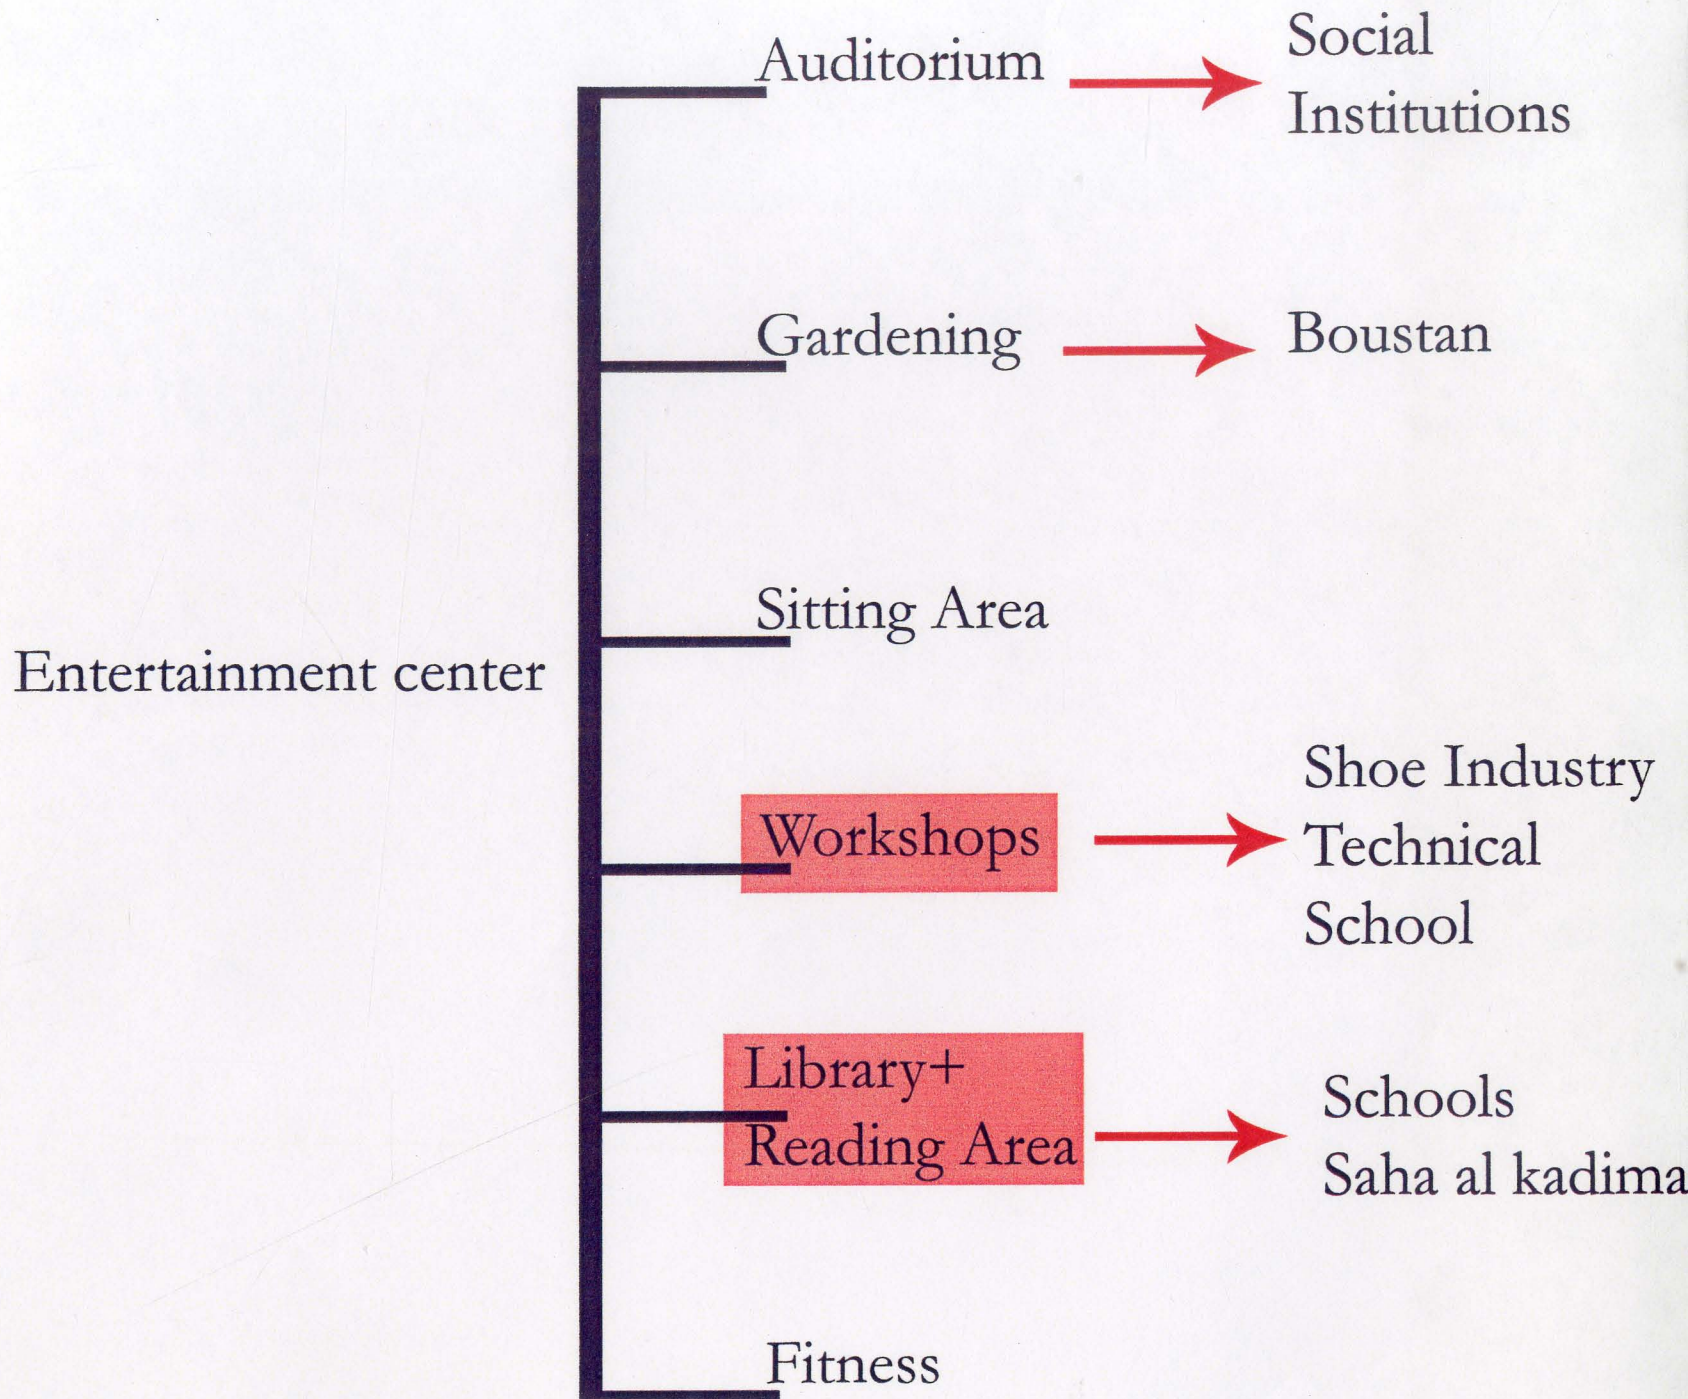 Auditorium
Social
Institutions
Gardening
Boustan
Sitting Area
Entertainment center
Workshops
Shoe Industry
Technical
School
Library+
Reading Area
Schools
Saha al kadima
Fitness